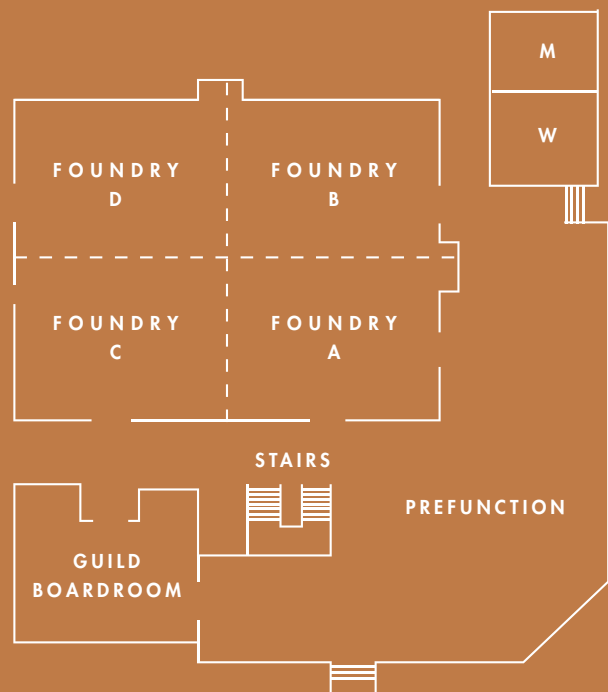 M
W
FOUNDRY
D
FOUNDRY
B
FOUNDRY
C
FOUNDRY
A
STAIRS
PREFUNCTION
GUILD
BOARDROOM